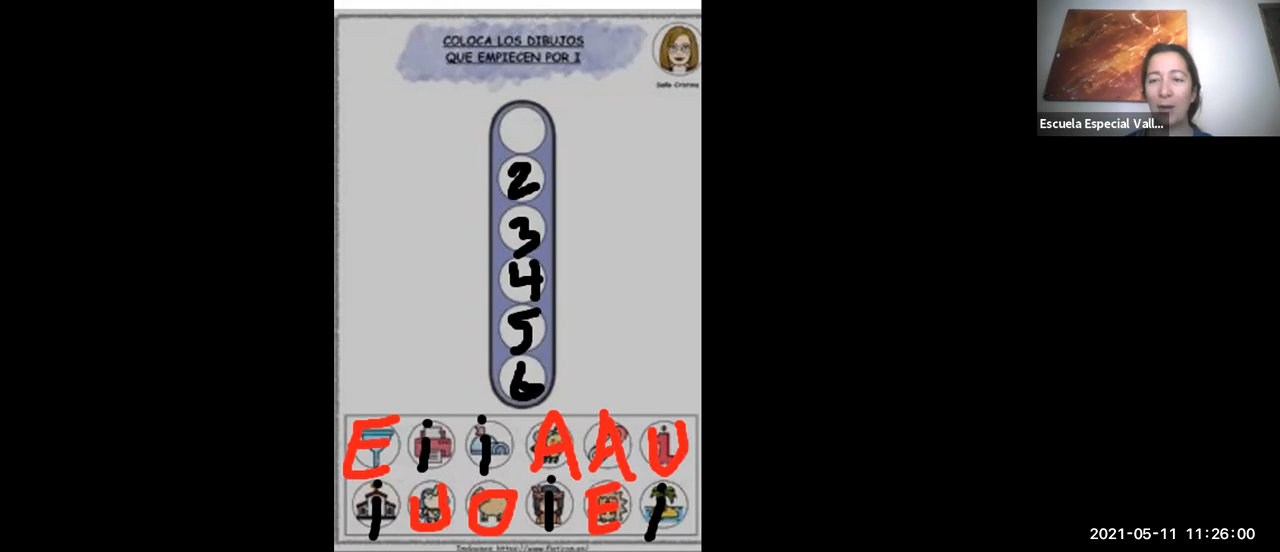 COLOCA LOS DIBUJOS
QUE EMPIECEN POR I
Seño Cristina
Escuela Especial Vall...
2
3
4
5
6
E i i A A U
i U O i E i
2021-05-11 11:26:00